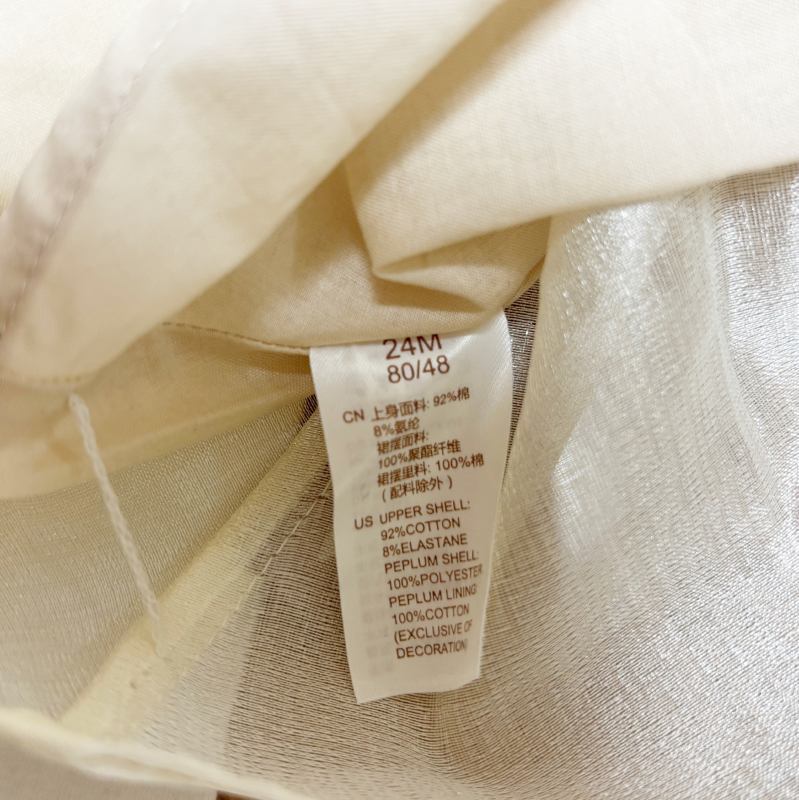 24M
80/48
CN 上身面料: 92%棉
8%氨纶
裙摆面料:
100%聚酯纤维
裙摆里料: 100%棉
(配料除外)
US UPPER SHELL:
92%COTTON
8%ELASTANE
PEPLUM SHELL:
100%POLYESTER
PEPLUM LINING
100%COTTON
(EXCLUSIVE OF
DECORATION)